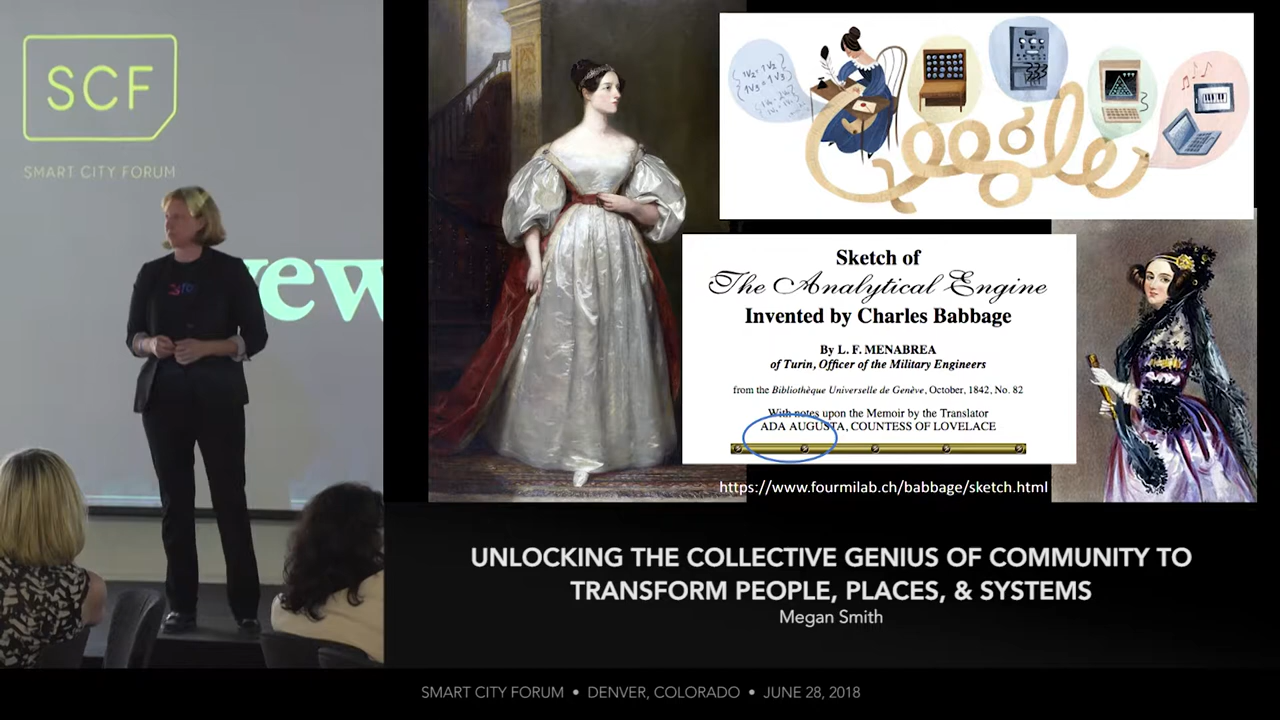 SCF
SMART CITY FORUM
Google
Sketch of
The Analytical Engine
Invented by Charles Babbage
By L. F. MENABREA
of Turin, Officer of the Military Engineers
from the Bibliothèque Universelle de Genève, October, 1842, No. 82
With notes upon the Memoir by the Translator
ADA AUGUSTA, COUNTESS OF LOVELACE
https://www.fourmilab.ch/babbage/sketch.html
UNLOCKING THE COLLECTIVE GENIUS OF COMMUNITY TO
TRANSFORM PEOPLE, PLACES, & SYSTEMS
Megan Smith
SMART CITY FORUM • DENVER, COLORADO • JUNE 28, 2018